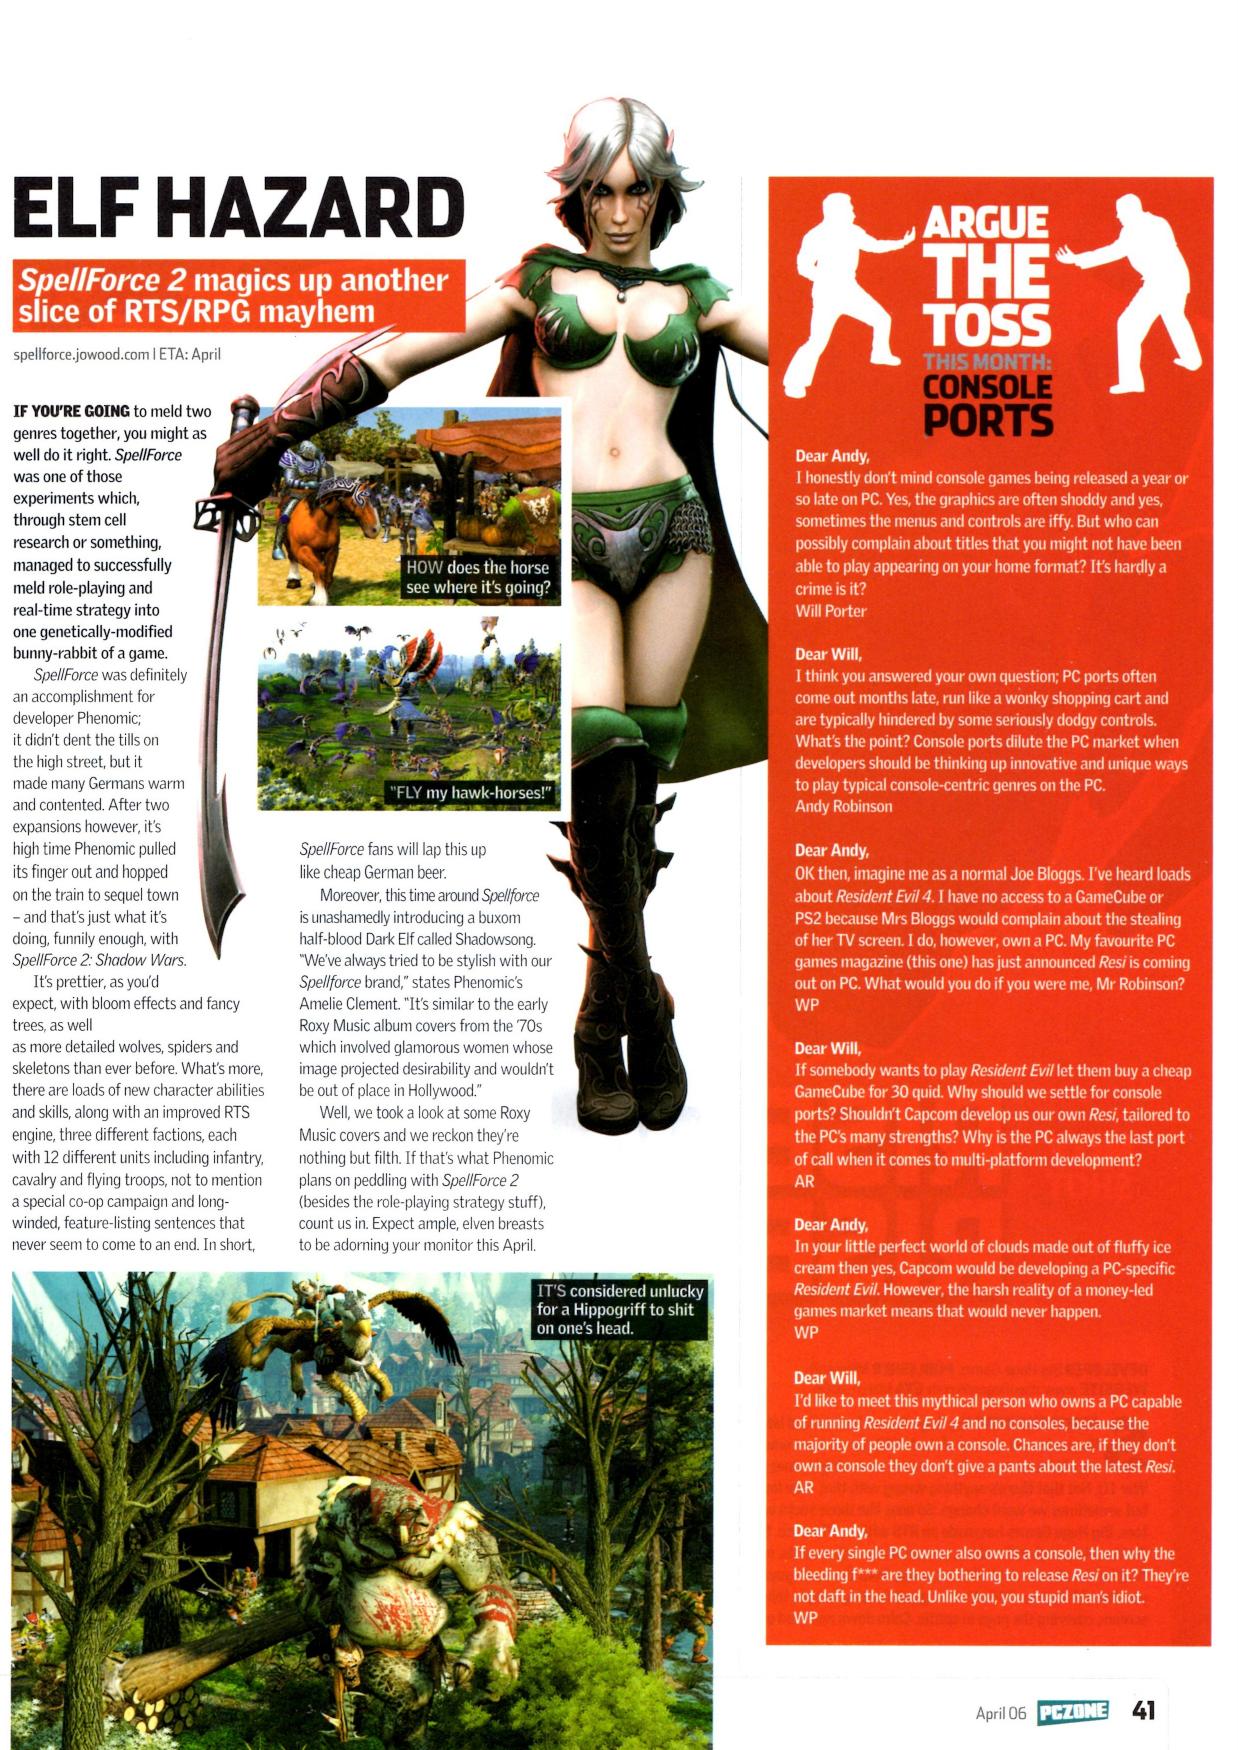 ELF HAZARD
SpellForce 2 magics up another
slice of RTS/RPG mayhem
spellforce.jowood.com | ETA: April
IF YOU'RE GOING to meld two
genres together, you might as
well do it right. SpellForce
was one of those
experiments which,
through stem cell
research or something,
managed to successfully
meld role-playing and
real-time strategy into
one genetically-modified
bunny-rabbit of a game.
SpellForce was definitely
an accomplishment for
developer Phenomic;
it didn't dent the tills on
the high street, but it
made many Germans warm
and contented. After two
expansions however, it's
high time Phenomic pulled
its finger out and hopped
on the train to sequel town
– and that's just what it's
doing, funnily enough, with
SpellForce 2: Shadow Wars.
It's prettier, as you'd
expect, with bloom effects and fancy
trees, as well
as more detailed wolves, spiders and
skeletons than ever before. What's more,
there are loads of new character abilities
and skills, along with an improved RTS
engine, three different factions, each
with 12 different units including infantry,
cavalry and flying troops, not to mention
a special co-op campaign and long-
winded, feature-listing sentences that
never seem to come to an end. In short,
HOW does the horse
see where it's going?
"FLY my hawk-horses!"
SpellForce fans will lap this up
like cheap German beer.
Moreover, this time around Spellforce
is unashamedly introducing a buxom
half-blood Dark Elf called Shadowsong.
"We've always tried to be stylish with our
Spellforce brand," states Phenomic's
Amelie Clement. "It's similar to the early
Roxy Music album covers from the '70s
which involved glamorous women whose
image projected desirability and wouldn't
be out of place in Hollywood."
Well, we took a look at some Roxy
Music covers and we reckon they're
nothing but filth. If that's what Phenomic
plans on peddling with SpellForce 2
(besides the role-playing strategy stuff),
count us in. Expect ample, elven breasts
to be adorning your monitor this April.
IT'S considered unlucky
for a Hippogriff to shit
on one's head.
ARGUE
THE
TOSS
THIS MONTH:
CONSOLE
PORTS
Dear Andy,
I honestly don't mind console games being released a year or
so late on PC. Yes, the graphics are often shoddy and yes,
sometimes the menus and controls are iffy. But who can
possibly complain about titles that you might not have been
able to play appearing on your home format? It's hardly a
crime is it?
Will Porter
Dear Will,
I think you answered your own question; PC ports often
come out months late, run like a wonky shopping cart and
are typically hindered by some seriously dodgy controls.
What's the point? Console ports dilute the PC market when
developers should be thinking up innovative and unique ways
to play typical console-centric genres on the PC.
Andy Robinson
Dear Andy,
OK then, imagine me as a normal Joe Bloggs. I've heard loads
about Resident Evil 4. I have no access to a GameCube or
PS2 because Mrs Bloggs would complain about the stealing
of her TV screen. I do, however, own a PC. My favourite PC
games magazine (this one) has just announced Resi is coming
out on PC. What would you do if you were me, Mr Robinson?
WP
Dear Will,
If somebody wants to play Resident Evil let them buy a cheap
GameCube for 30 quid. Why should we settle for console
ports? Shouldn't Capcom develop us our own Resi, tailored to
the PC's many strengths? Why is the PC always the last port
of call when it comes to multi-platform development?
AR
Dear Andy,
In your little perfect world of clouds made out of fluffy ice
cream then yes, Capcom would be developing a PC-specific
Resident Evil. However, the harsh reality of a money-led
games market means that would never happen.
WP
Dear Will,
I'd like to meet this mythical person who owns a PC capable
of running Resident Evil 4 and no consoles, because the
majority of people own a console. Chances are, if they don't
own a console they don't give a pants about the latest Resi.
AR
Dear Andy,
If every single PC owner also owns a console, then why the
bleeding f*** are they bothering to release Resi on it? They're
not daft in the head. Unlike you, you stupid man's idiot.
WP
April 06 PCZONE 41